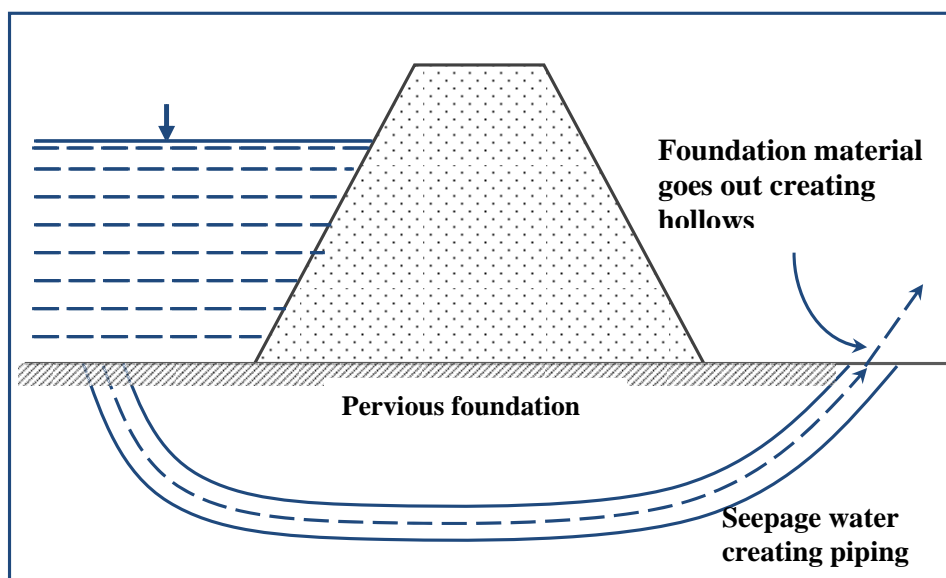 Foundation material
goes out creating
hollows
Pervious foundation
Seepage water
creating piping